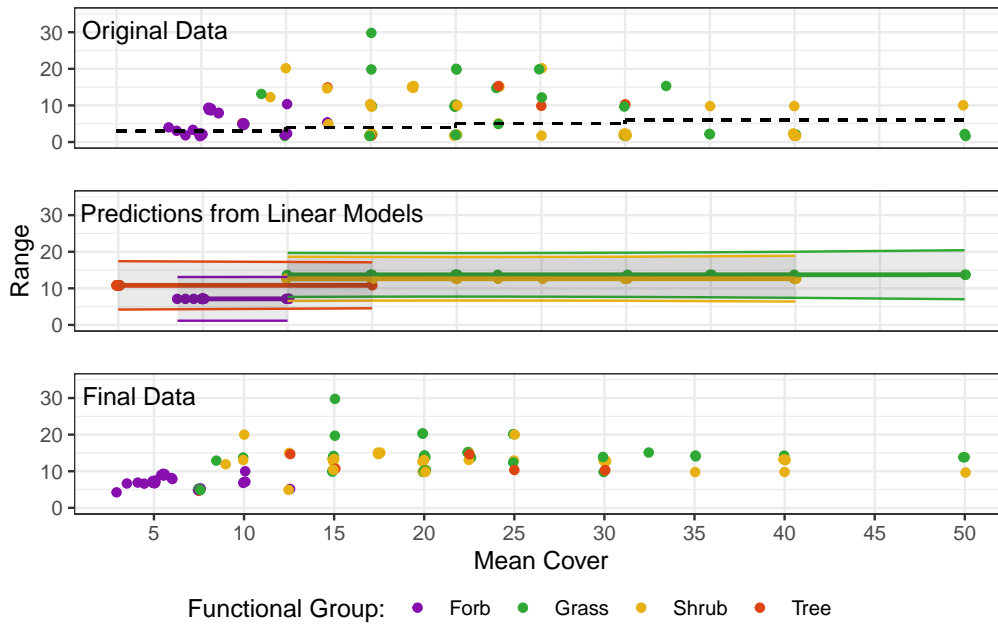 Original Data
30
20
10
0
Predictions from Linear Models
30
20
10
0
Range
Final Data
30
20
10
0
5 10 15 20 25 30 35 40 45 50
Mean Cover
Functional Group: Forb Grass Shrub Tree